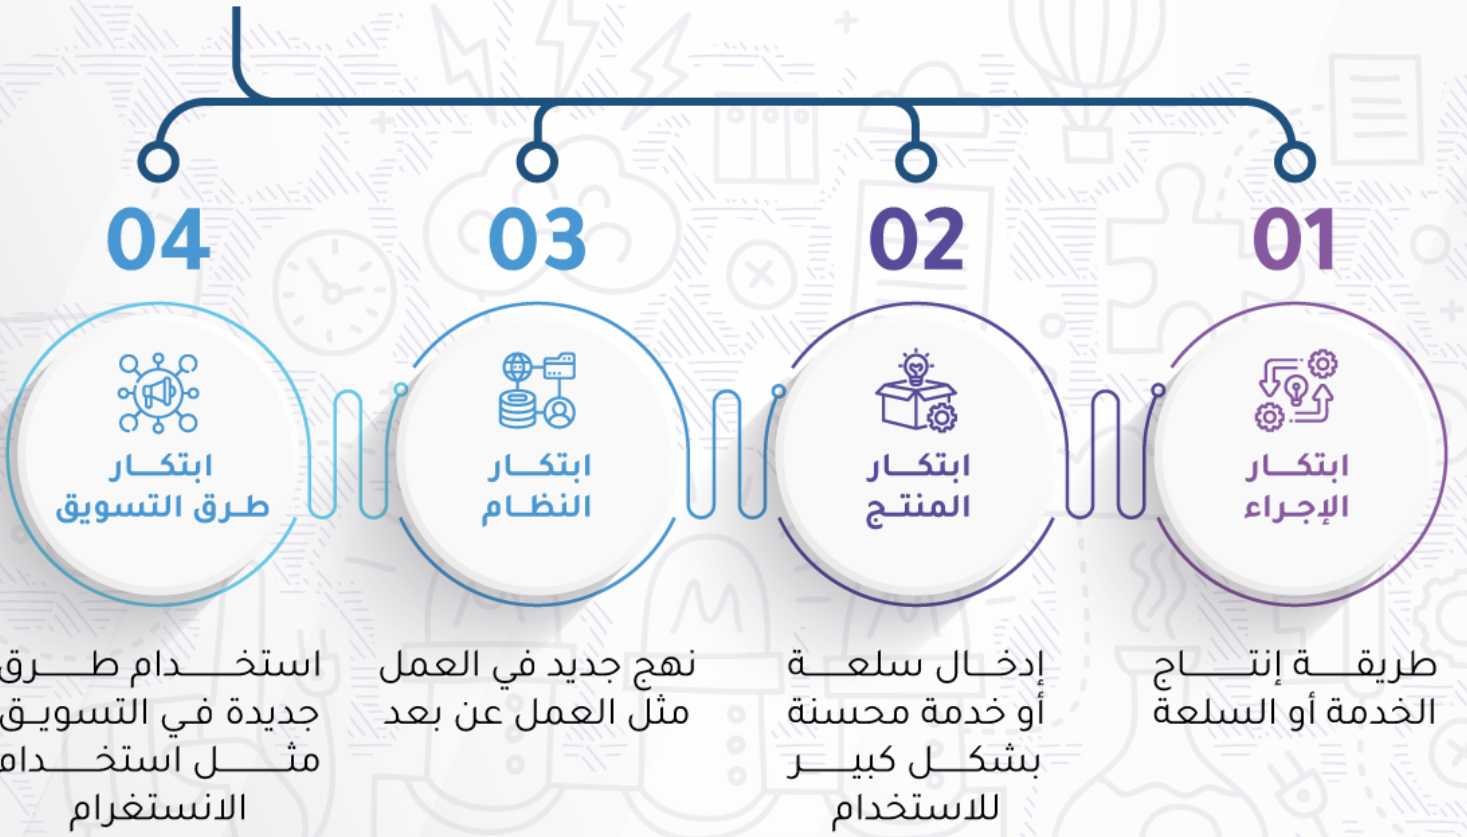 01
ابتكار
الإجراء
طريقة إنتاج
الخدمة أو السلعة
02
ابتكار
المنتج
إدخال سلعة
أو خدمة محسنة
بشكل كبير
للاستخدام
03
ابتكار
النظام
نهج جديد في العمل
مثل العمل عن بعد
04
ابتكار
طرق التسويق
استخدام طرق
جديدة في التسويق
مثل استخدام
الانستغرام